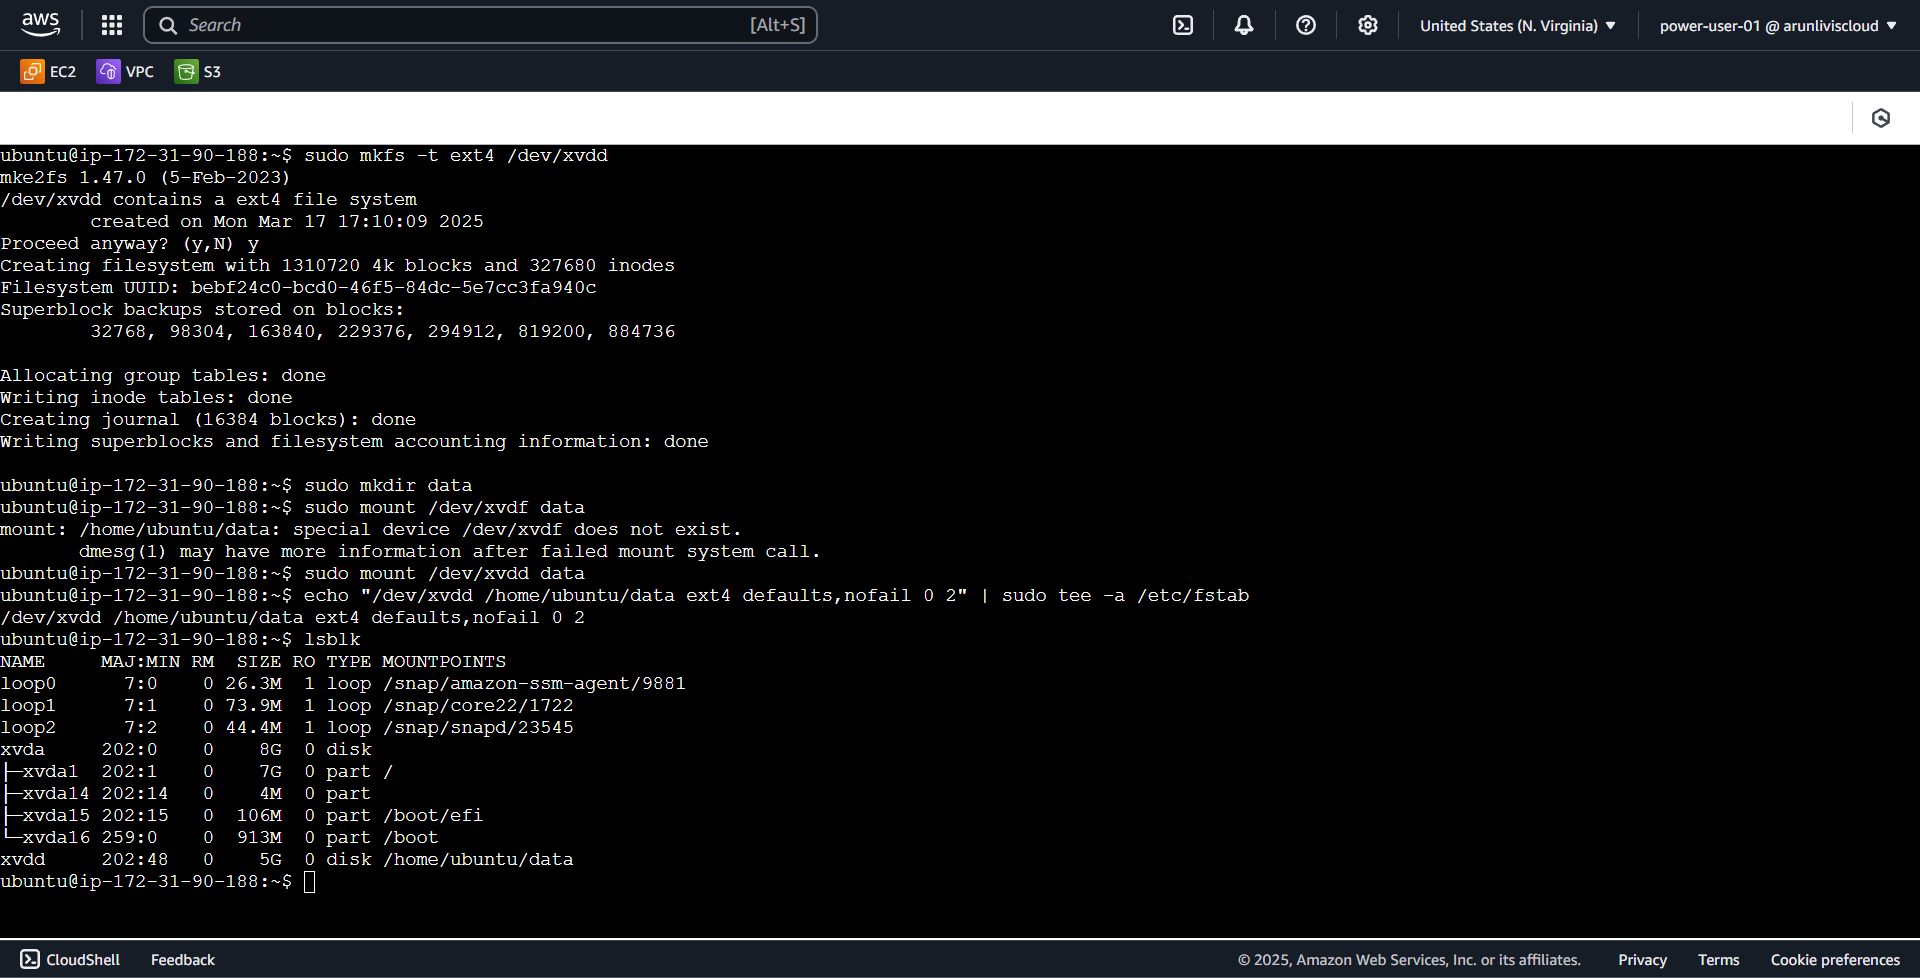 aws
Search [Alt+S]
United States (N. Virginia) ▼
power-user-01 @ arunliviscloud ▼
EC2 VPC S3
ubuntu@ip-172-31-90-188:~$ sudo mkfs -t ext4 /dev/xvdd
mke2fs 1.47.0 (5-Feb-2023)
/dev/xvdd contains a ext4 file system
        created on Mon Mar 17 17:10:09 2025
Proceed anyway? (y,N) y
Creating filesystem with 1310720 4k blocks and 327680 inodes
Filesystem UUID: bebf24c0-bcd0-46f5-84dc-5e7cc3fa940c
Superblock backups stored on blocks:
        32768, 98304, 163840, 229376, 294912, 819200, 884736
Allocating group tables: done
Writing inode tables: done
Creating journal (16384 blocks): done
Writing superblocks and filesystem accounting information: done
ubuntu@ip-172-31-90-188:~$ sudo mkdir data
ubuntu@ip-172-31-90-188:~$ sudo mount /dev/xvdf data
mount: /home/ubuntu/data: special device /dev/xvdf does not exist.
       dmesg(1) may have more information after failed mount system call.
ubuntu@ip-172-31-90-188:~$ sudo mount /dev/xvdd data
ubuntu@ip-172-31-90-188:~$ echo "/dev/xvdd /home/ubuntu/data ext4 defaults,nofail 0 2" | sudo tee -a /etc/fstab
/dev/xvdd /home/ubuntu/data ext4 defaults,nofail 0 2
ubuntu@ip-172-31-90-188:~$ lsblk
NAME     MAJ:MIN RM  SIZE RO TYPE MOUNTPOINTS
loop0      7:0    0 26.3M  1 loop /snap/amazon-ssm-agent/9881
loop1      7:1    0 73.9M  1 loop /snap/core22/1722
loop2      7:2    0 44.4M  1 loop /snap/snapd/23545
xvda     202:0    0    8G  0 disk
├─xvda1  202:1    0    7G  0 part /
├─xvda14 202:14   0    4M  0 part
├─xvda15 202:15   0  106M  0 part /boot/efi
└─xvda16 259:0    0  913M  0 part /boot
xvdd     202:48   0    5G  0 disk /home/ubuntu/data
ubuntu@ip-172-31-90-188:~$
CloudShell Feedback © 2025, Amazon Web Services, Inc. or its affiliates. Privacy Terms Cookie preferences